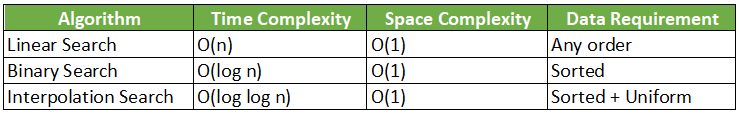 Algorithm Time Complexity Space Complexity Data Requirement
Linear Search O(n) O(1) Any order
Binary Search O(log n) O(1) Sorted
Interpolation Search O(log log n) O(1) Sorted + Uniform